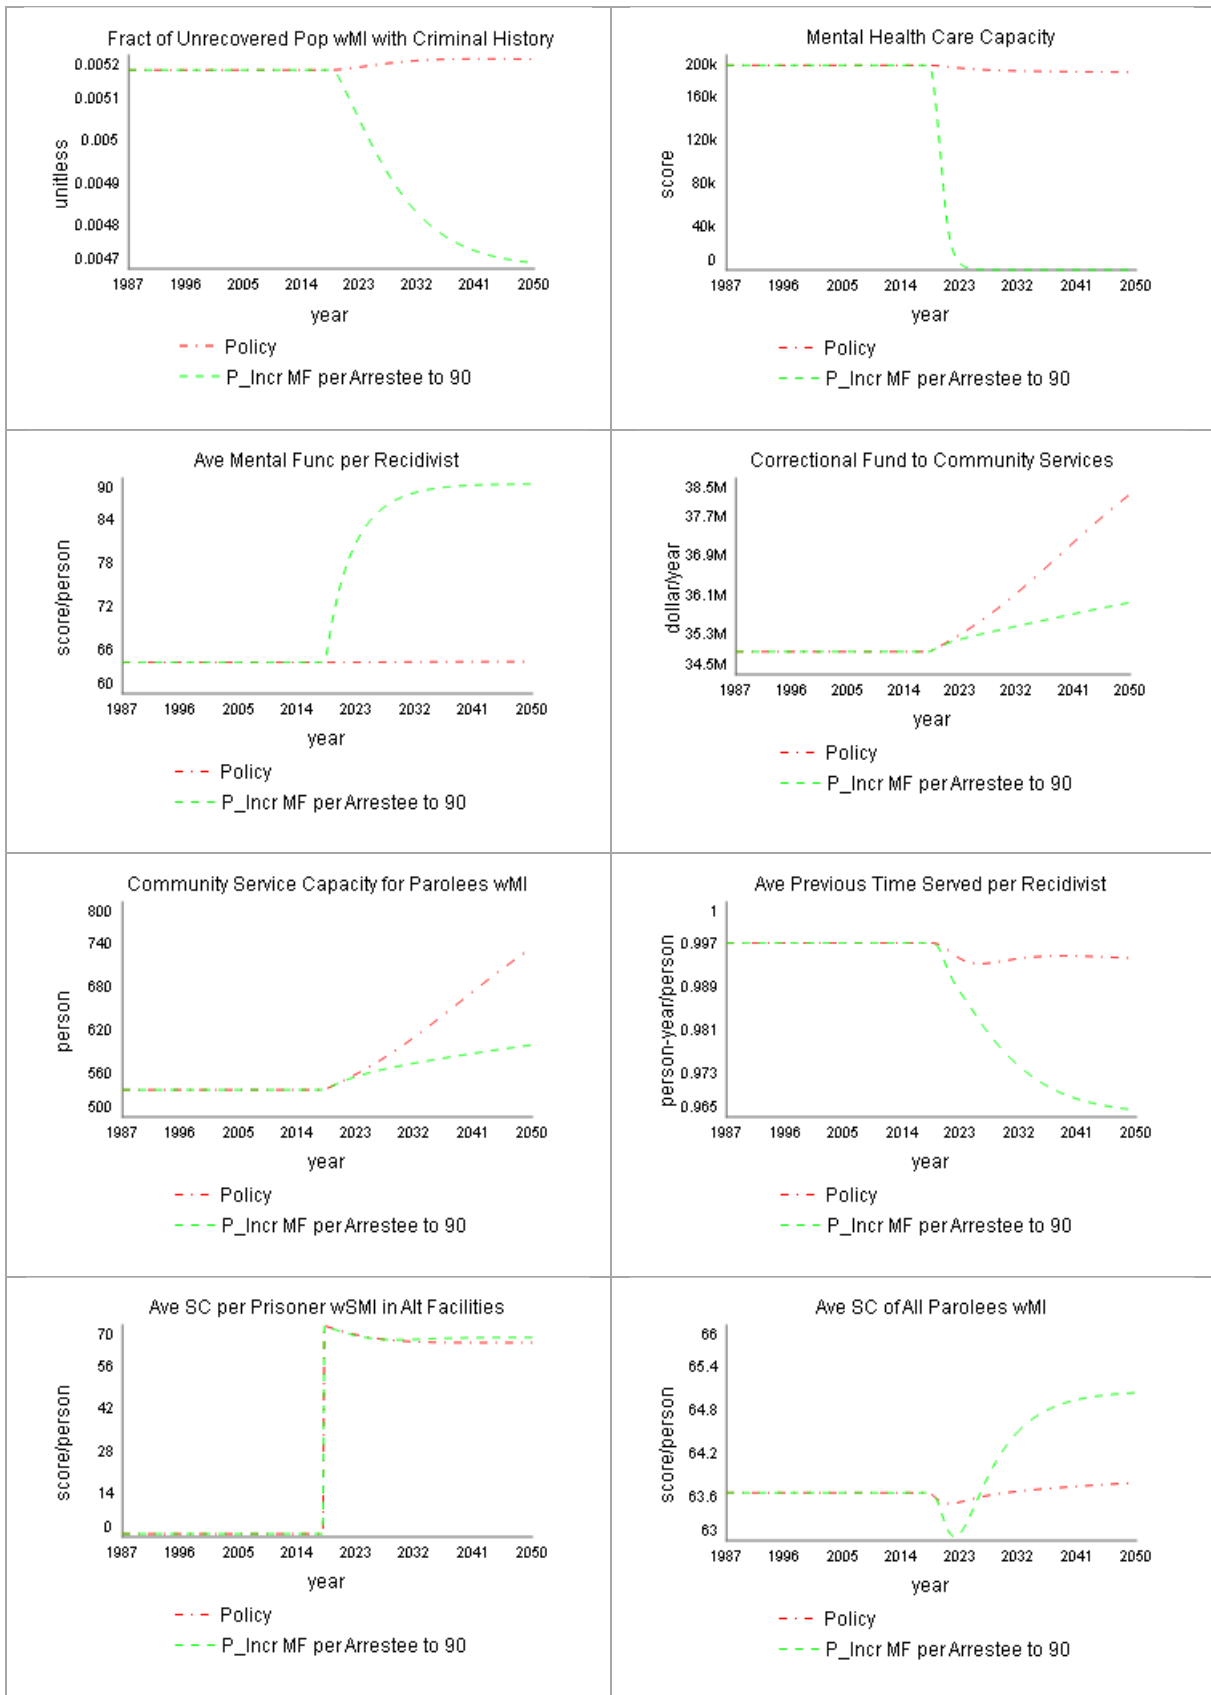 Fract of Unrecovered Pop wMI with Criminal History
0.0052
0.0051
0.005
0.0049
0.0048
0.0047
unitless
1987 1996 2005 2014 2023 2032 2041 2050
year
Policy
P_Incr MF per Arrestee to 90
Mental Health Care Capacity
200k
160k
120k
80k
40k
0
score
1987 1996 2005 2014 2023 2032 2041 2050
year
Policy
P_Incr MF per Arrestee to 90
Ave Mental Func per Recidivist
90
84
78
72
66
60
score/person
1987 1996 2005 2014 2023 2032 2041 2050
year
Policy
P_Incr MF per Arrestee to 90
Correctional Fund to Community Services
38.5M
37.7M
36.9M
36.1M
35.3M
34.5M
dollar/year
1987 1996 2005 2014 2023 2032 2041 2050
year
Policy
P_Incr MF per Arrestee to 90
Community Service Capacity for Parolees wMI
800
740
680
620
560
500
person
1987 1996 2005 2014 2023 2032 2041 2050
year
Policy
P_Incr MF per Arrestee to 90
Ave Previous Time Served per Recidivist
1
0.997
0.989
0.981
0.973
0.965
person-year/person
1987 1996 2005 2014 2023 2032 2041 2050
year
Policy
P_Incr MF per Arrestee to 90
Ave SC per Prisoner wSMI in Alt Facilities
70
56
42
28
14
0
score/person
1987 1996 2005 2014 2023 2032 2041 2050
year
Policy
P_Incr MF per Arrestee to 90
Ave SC of All Parolees wMI
66
65.4
64.8
64.2
63.6
63
score/person
1987 1996 2005 2014 2023 2032 2041 2050
year
Policy
P_Incr MF per Arrestee to 90